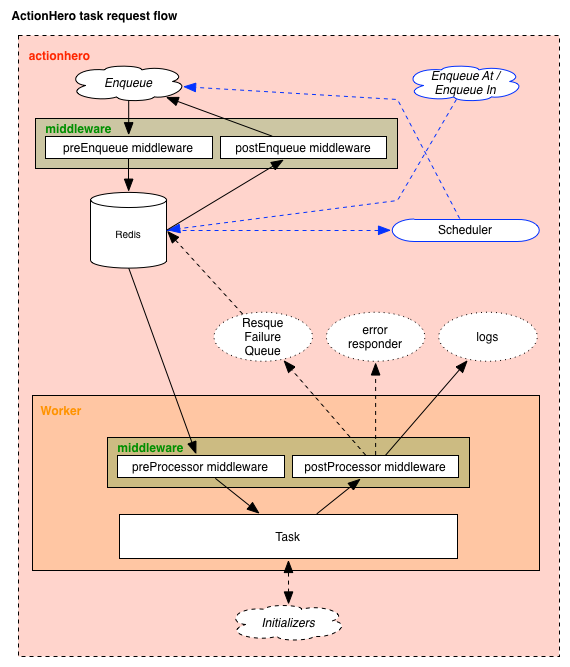 ActionHero task request flow
actionhero
Enqueue
Enqueue At /
Enqueue In
middleware
preEnqueue middleware
postEnqueue middleware
Redis
Scheduler
Resque
Failure
Queue
error
responder
logs
Worker
middleware
preProcessor middleware
postProcessor middleware
Task
Initializers